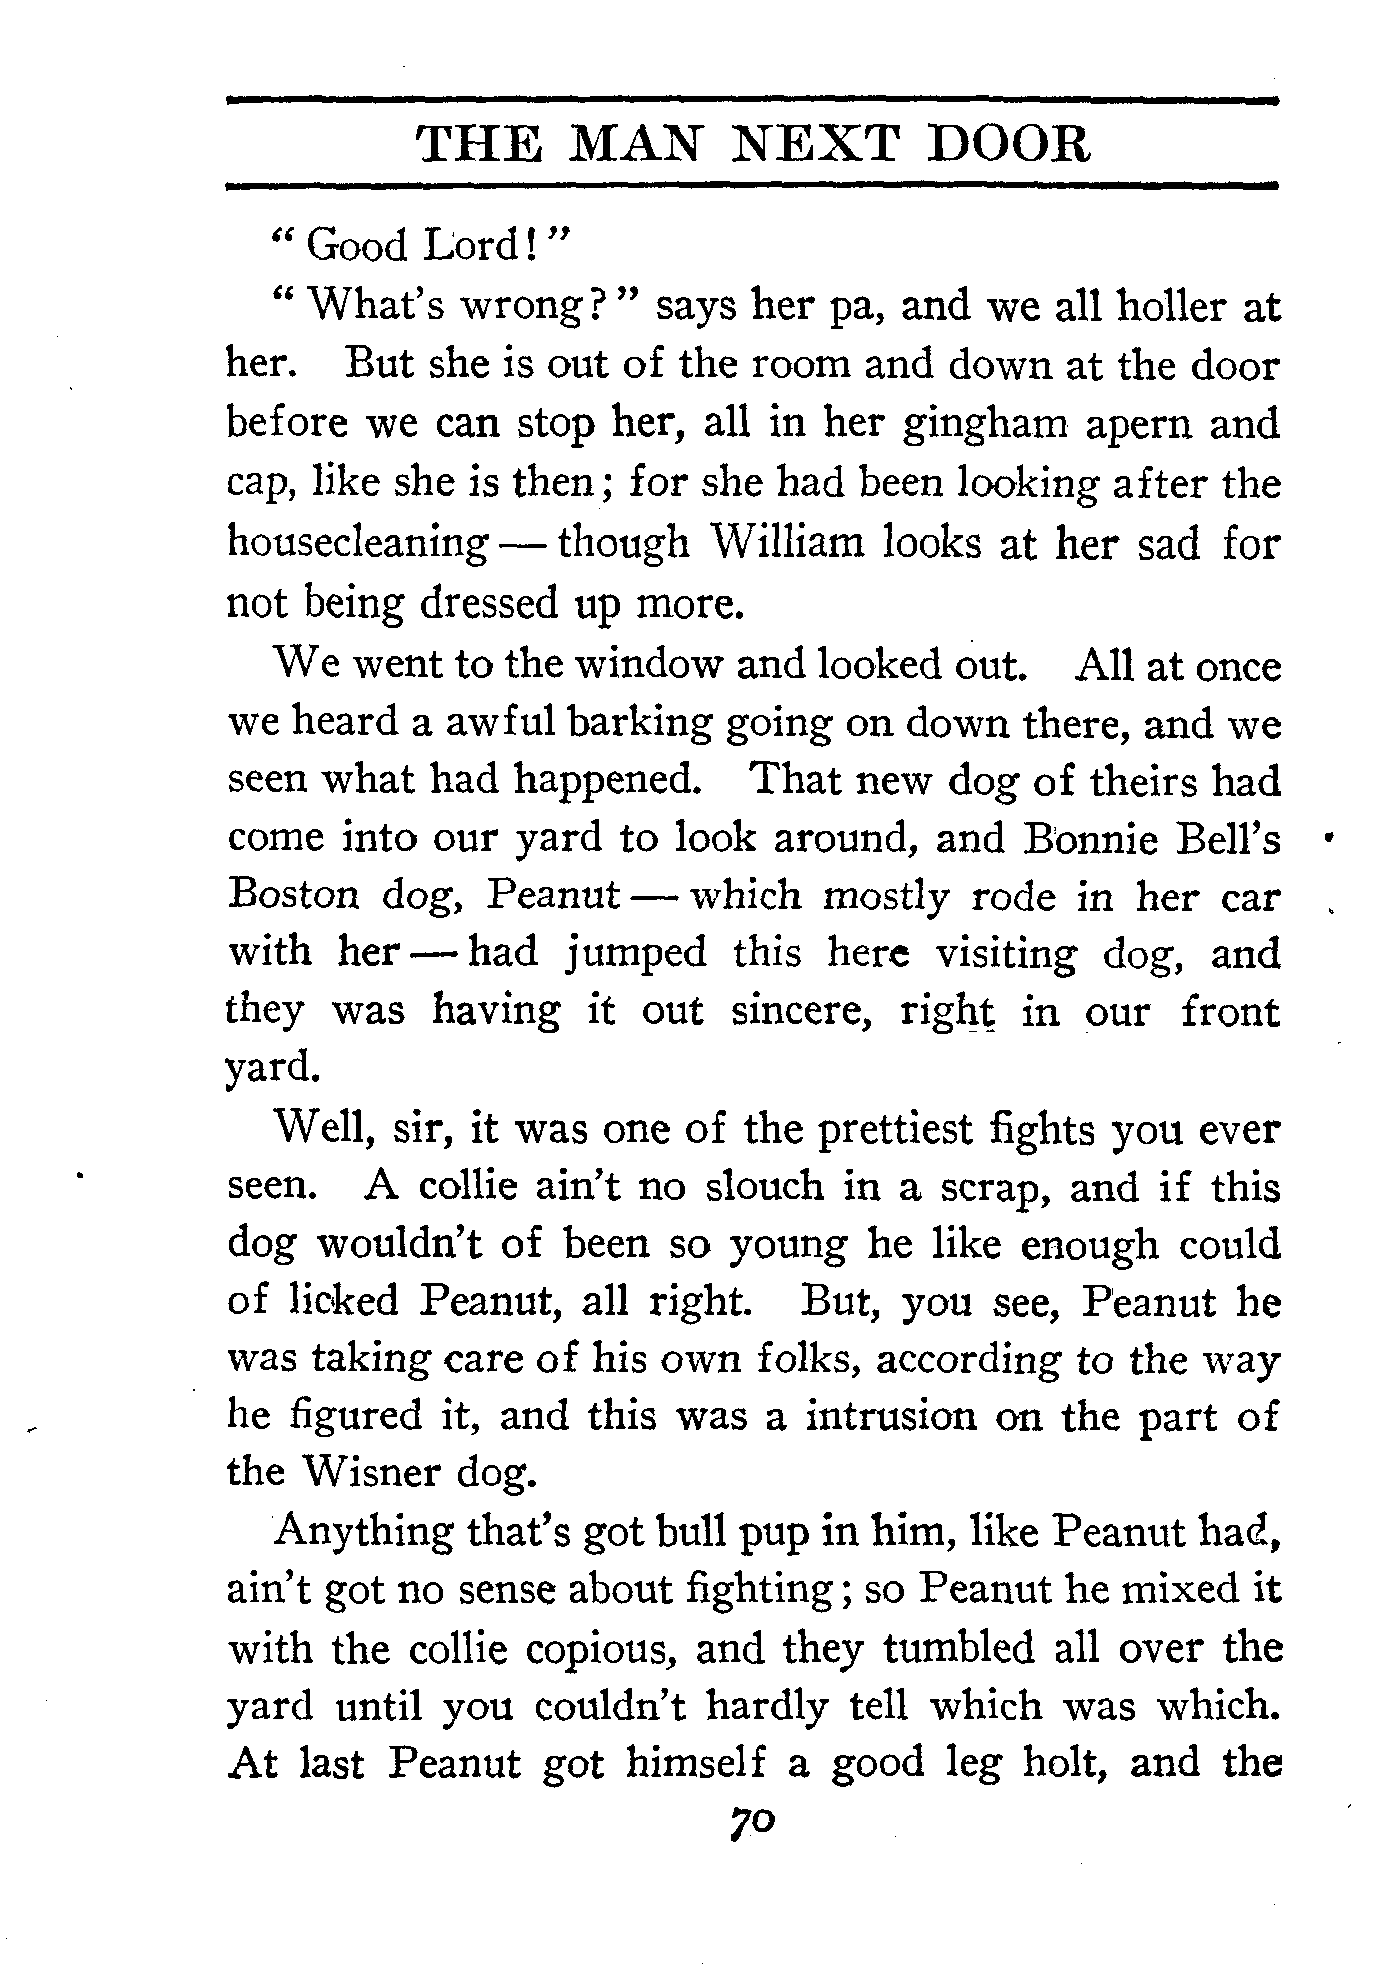 THE MAN NEXT DOOR
“ Good Lord! ”
“ What’s wrong? ” says her pa, and we all holler at
her. But she is out of the room and down at the door
before we can stop her, all in her gingham apern and
cap, like she is then; for she had been looking after the
housecleaning — though William looks at her sad for
not being dressed up more.
We went to the window and looked out. All at once
we heard a awful barking going on down there, and we
seen what had happened. That new dog of theirs had
come into our yard to look around, and Bonnie Bell’s
Boston dog, Peanut — which mostly rode in her car
with her — had jumped this here visiting dog, and
they was having it out sincere, right in our front
yard.
Well, sir, it was one of the prettiest fights you ever
seen. A collie ain’t no slouch in a scrap, and if this
dog wouldn’t of been so young he like enough could
of licked Peanut, all right. But, you see, Peanut he
was taking care of his own folks, according to the way
he figured it, and this was a intrusion on the part of
the Wisner dog.
Anything that’s got bull pup in him, like Peanut had,
ain’t got no sense about fighting; so Peanut he mixed it
with the collie copious, and they tumbled all over the
yard until you couldn’t hardly tell which was which.
At last Peanut got himself a good leg holt, and the
70